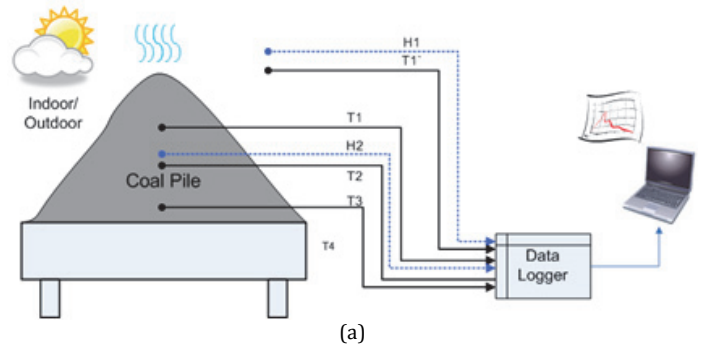 H1
T1`
Indoor/
Outdoor
T1
H2
T2
Coal Pile
T3
T4
Data
Logger
(a)